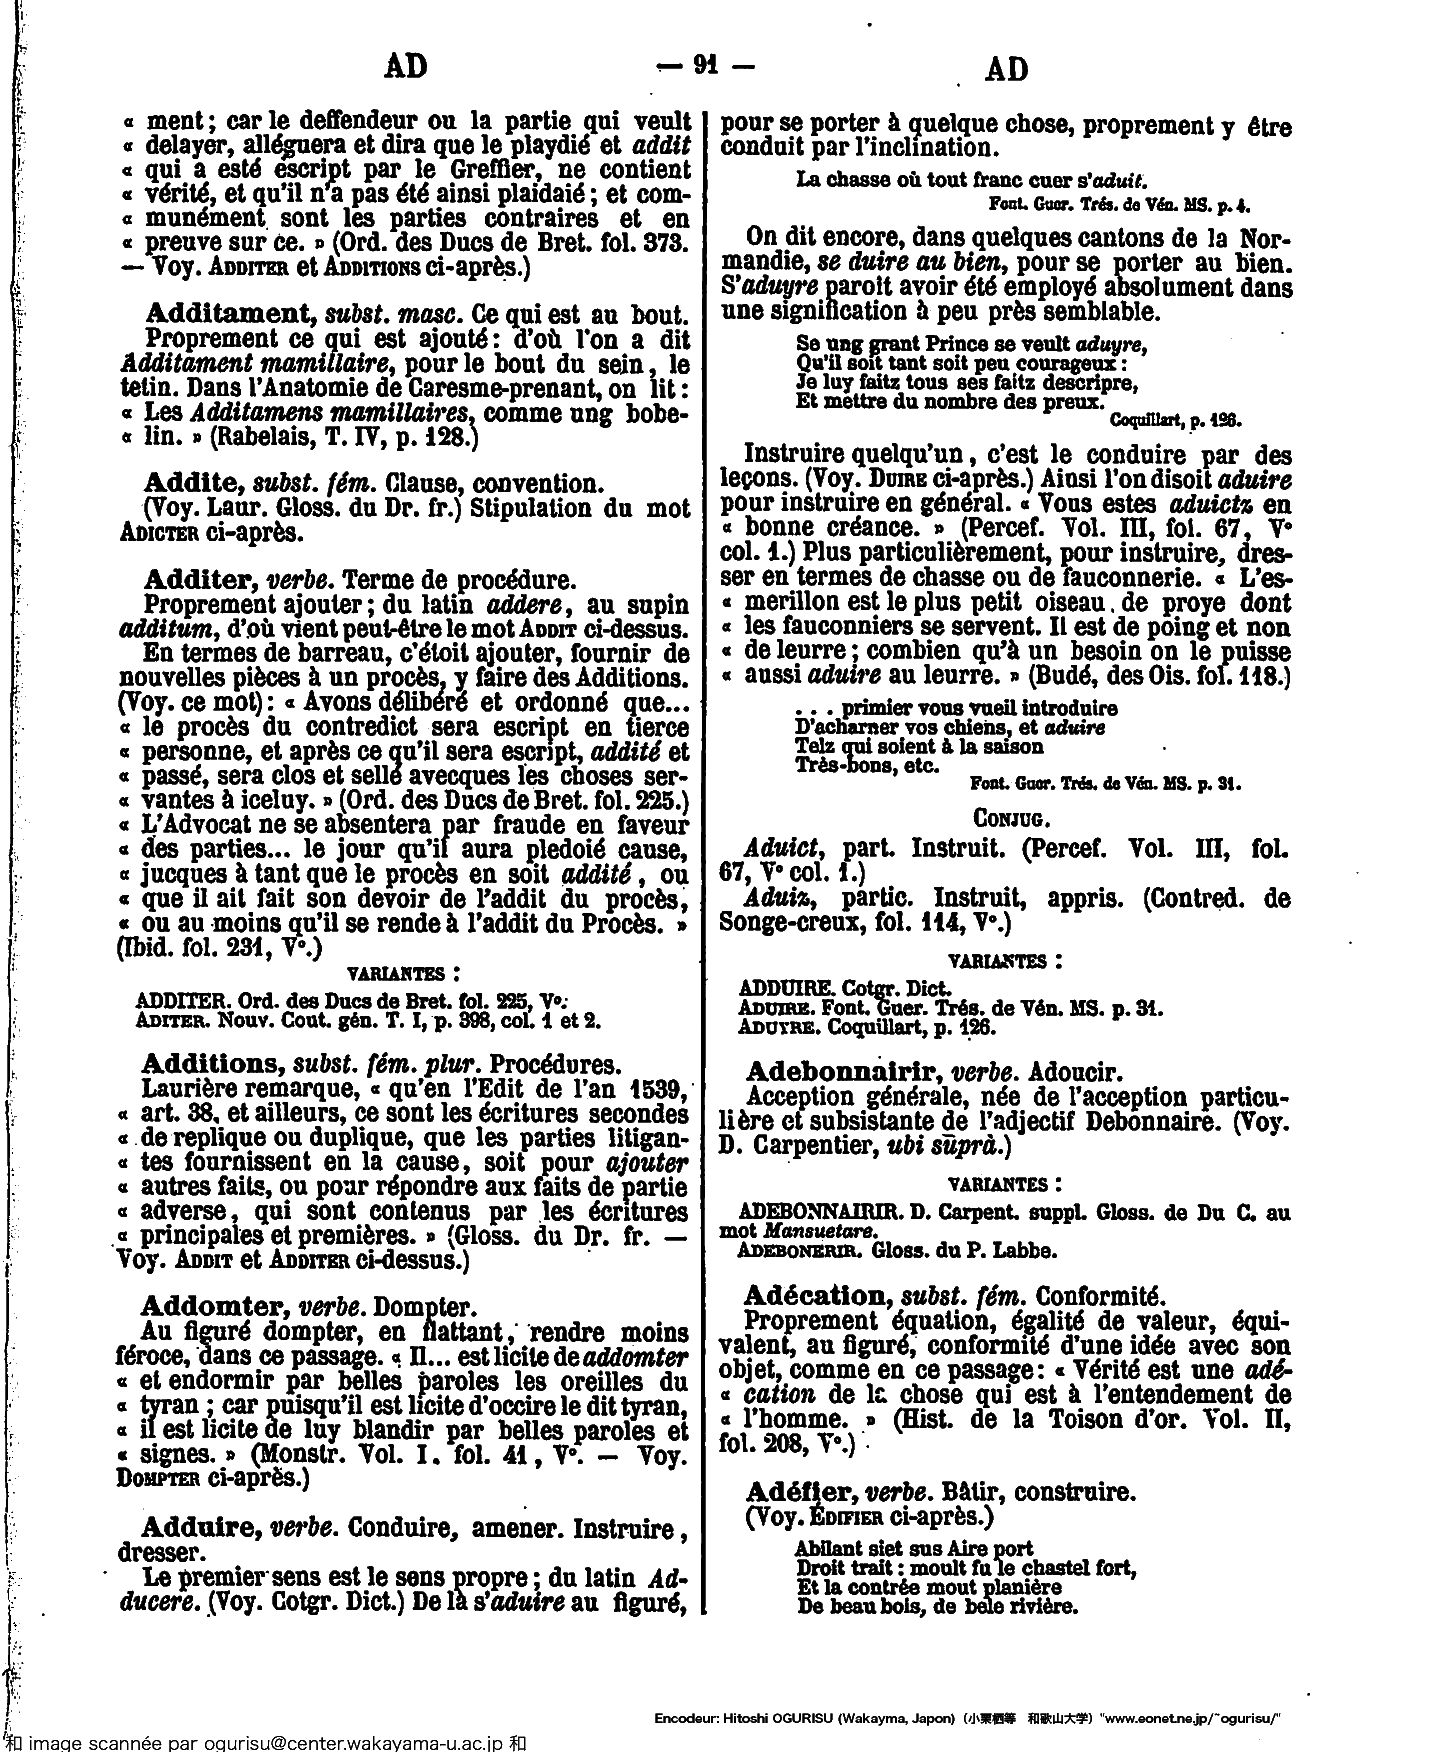 AD
— 91 —
AD
« ment ; car le deffendeur ou la partie qui veult
« delayer, alléguera et dira que le playdié et addit
« qui a esté escript par le Greffier, ne contient
« vérité, et qu'il n'a pas été ainsi plaidaié ; et com-
« munément sont les parties contraires et en
« preuve sur ce. » (Ord. des Ducs de Bret. fol. 373.
— Voy. ADDITER et ADDITIONS ci-après.)
Additament, subst. masc. Ce qui est au bout.
Proprement ce qui est ajouté : d'où l'on a dit
Additament mamillaire, pour le bout du sein, le
tetin. Dans l'Anatomie de Caresme-prenant, on lit :
« Les Additamens mamillaires, comme ung bobe-
« lin. » (Rabelais, T. IV, p. 128.)
Addite, subst. fém. Clause, convention.
(Voy. Laur. Gloss. du Dr. fr.) Stipulation du mot
ADICTER ci-après.
Additer, verbe. Terme de procédure.
Proprement ajouter ; du latin addere, au supin
additum, d'où vient peut-être le mot ADDIT ci-dessus.
En termes de barreau, c'étoit ajouter, fournir de
nouvelles pièces à un procès, y faire des Additions.
(Voy. ce mot) : « Avons délibéré et ordonné que...
« le procès du contredict sera escript en tierce
« personne, et après ce qu'il sera escript, addité et
« passé, sera clos et sellé avecques les choses ser-
« vantes à iceluy. » (Ord. des Ducs de Bret. fol. 225.)
« L'Advocat ne se absentera par fraude en faveur
« des parties... le jour qu'il aura pledoié cause,
« jucques à tant que le procès en soit addité, ou
« que il ait fait son devoir de l'addit du procès,
« ou au moins qu'il se rende à l'addit du Procès. »
(Ibid. fol. 231, V°.)
VARIANTES :
ADDITER. Ord. des Ducs de Bret. fol. 225, V°.
ADITER. Nouv. Cout. gén. T. I, p. 398, col. 1 et 2.
Additions, subst. fém. plur. Procédures.
Laurière remarque, « qu'en l'Edit de l'an 1539,
« art. 38, et ailleurs, ce sont les écritures secondes
« de replique ou duplique, que les parties litigan-
« tes fournissent en la cause, soit pour ajouter
« autres faits, ou pour répondre aux faits de partie
« adverse, qui sont contenus par les écritures
« principales et premières. » (Gloss. du Dr. fr. —
Voy. ADDIT et ADDITER ci-dessus.)
Addomter, verbe. Dompter.
Au figuré dompter, en flattant, rendre moins
féroce, dans ce passage. « Il... est licite de addomter
« et endormir par belles paroles les oreilles du
« tyran ; car puisqu'il est licite d'occire le dit tyran,
« il est licite de luy blandir par belles paroles et
« signes. » (Monstr. Vol. I. fol. 41, V°. — Voy.
DOMPTER ci-après.)
Adduire, verbe. Conduire, amener. Instruire,
dresser.
Le premier sens est le sens propre ; du latin Ad-
ducere. (Voy. Cotgr. Dict.) De là s'aduire au figuré,
pour se porter à quelque chose, proprement y être
conduit par l'inclination.
La chasse où tout franc cuer s'aduit.
Font. Guer. Trés. de Vén. MS. p. 4.
On dit encore, dans quelques cantons de la Nor-
mandie, se duire au bien, pour se porter au bien.
S'aduyre paroît avoir été employé absolument dans
une signification à peu près semblable.
Se ung grant Prince se veult aduyre,
Qu'il soit tant soit peu courageux :
Je luy faitz tous ses faitz descripre,
Et mettre du nombre des preux.
Coquillart, p. 126.
Instruire quelqu'un, c'est le conduire par des
leçons. (Voy. DUIRE ci-après.) Ainsi l'on disoit aduire
pour instruire en général. « Vous estes aduictz en
« bonne créance. » (Percef. Vol. III, fol. 67, V°
col. 1.) Plus particulièrement, pour instruire, dres-
ser en termes de chasse ou de fauconnerie. « L'es-
« merillon est le plus petit oiseau de proye dont
« les fauconniers se servent. Il est de poing et non
« de leurre ; combien qu'à un besoin on le puisse
« aussi aduire au leurre. » (Budé, des Ois. fol. 118.)
. . . primier vous vueil introduire
D'acharner vos chiens, et aduire
Telz qui soient à la saison
Très-bons, etc.
Font. Guer. Trés. de Vén. MS. p. 31.
CONJUG.
Aduict, part. Instruit. (Percef. Vol. III, fol.
67, V° col. 1.)
Aduiz, partic. Instruit, appris. (Contred. de
Songe-creux, fol. 114, V°.)
VARIANTES :
ADDUIRE. Cotgr. Dict.
ADUIRE. Font. Guer. Trés. de Vén. MS. p. 31.
ADUYRE. Coquillart, p. 126.
Adebonnairir, verbe. Adoucir.
Acception générale, née de l'acception particu-
lière et subsistante de l'adjectif Debonnaire. (Voy.
D. Carpentier, ubi suprà.)
VARIANTES :
ADEBONNAIRIR. D. Carpent. suppl. Gloss. de Du C. au
mot Mansuetare.
ADEBONERIR. Gloss. du P. Labbe.
Adécation, subst. fém. Conformité.
Proprement équation, égalité de valeur, équi-
valent, au figuré, conformité d'une idée avec son
objet, comme en ce passage : « Vérité est une adé-
« cation de la chose qui est à l'entendement de
« l'homme. » (Hist. de la Toison d'or. Vol. II,
fol. 208, V°.)
Adéfier, verbe. Bâtir, construire.
(Voy. EDIFIER ci-après.)
Abilant siet sus Aire port
Droit trait : moult fu le chastel fort,
Et la contrée mout planière
De beau bois, de bele rivière.
Encodeur: Hitoshi OGURISU (Wakayma, Japon) (小栗栖等 和歌山大学) "www.eonet.ne.jp/~ogurisu/"
和 image scannée par ogurisu@center.wakayama-u.ac.jp 和